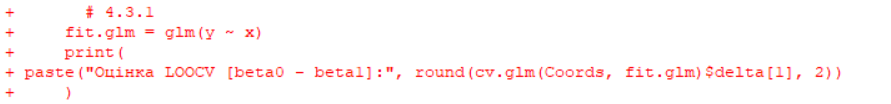 + # 4.3.1
+ fit.glm = glm(y ~ x)
+ print(
+ paste("Оцінка LOOCV [beta0 - beta1]:", round(cv.glm(Coords, fit.glm)$delta[1], 2))
+ )